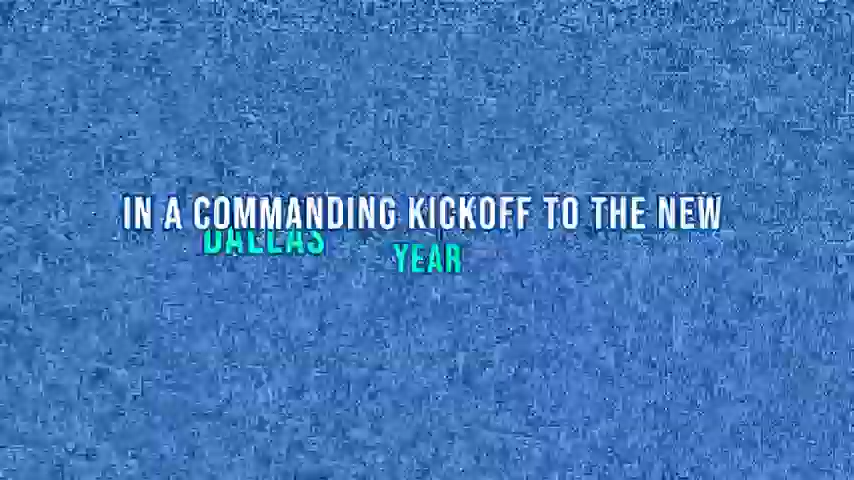 IN A COMMANDING KICKOFF TO THE NEW
DALLAS
YEAR